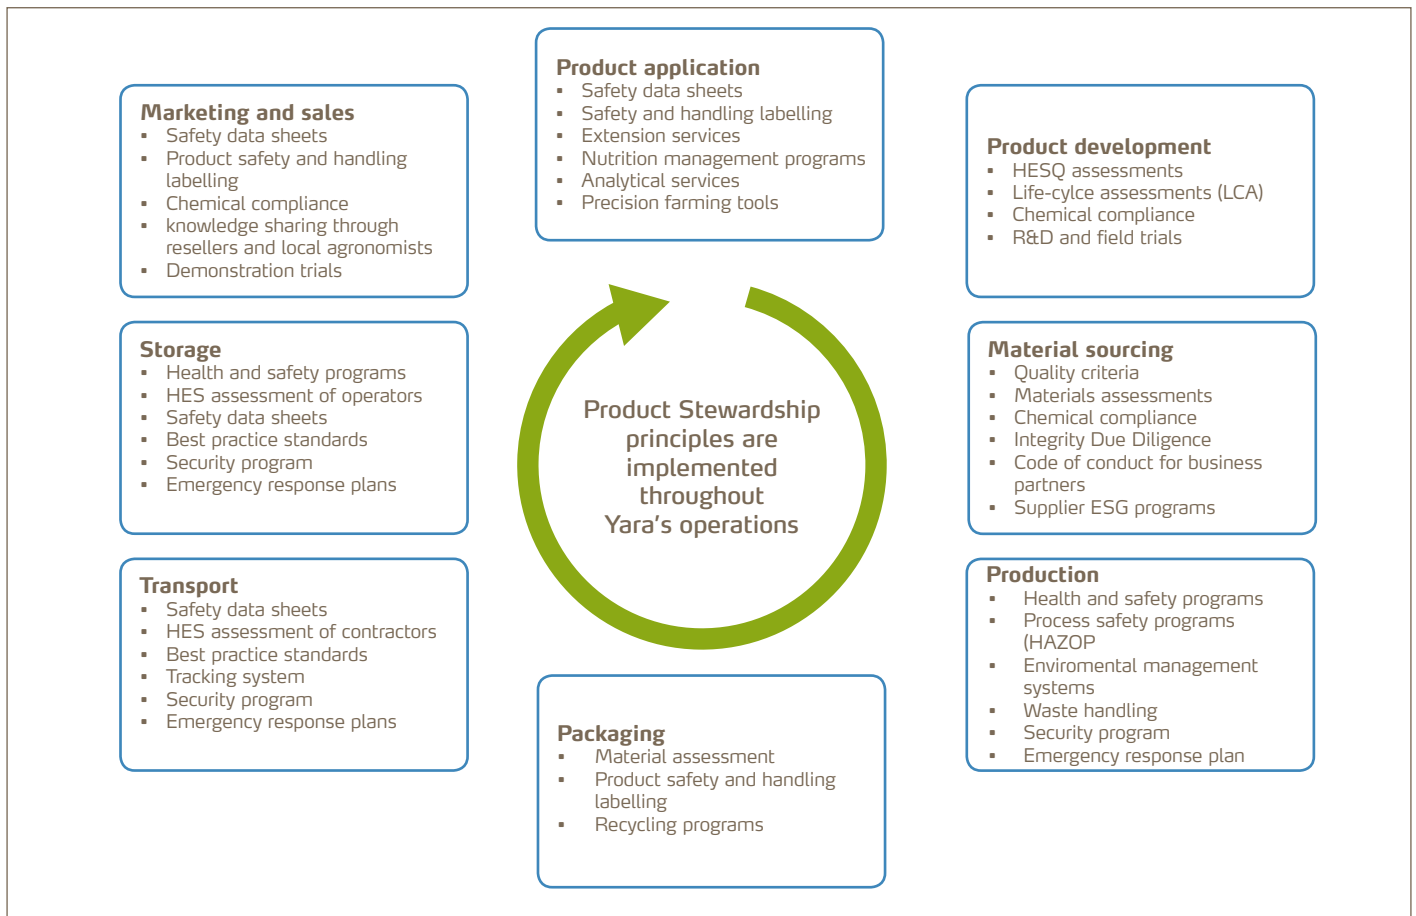 Product application
▪ Safety data sheets
▪ Safety and handling labelling
▪ Extension services
▪ Nutrition management programs
▪ Analytical services
▪ Precision farming tools
Product development
▪ HESQ assessments
▪ Life-cylce assessments (LCA)
▪ Chemical compliance
▪ R&D and field trials
Material sourcing
▪ Quality criteria
▪ Materials assessments
▪ Chemical compliance
▪ Integrity Due Diligence
▪ Code of conduct for business
partners
▪ Supplier ESG programs
Production
▪ Health and safety programs
▪ Process safety programs
(HAZOP
▪ Enviromental management
systems
▪ Waste handling
▪ Security program
▪ Emergency response plan
Packaging
▪ Material assessment
▪ Product safety and handling
labelling
▪ Recycling programs
Transport
▪ Safety data sheets
▪ HES assessment of contractors
▪ Best practice standards
▪ Tracking system
▪ Security program
▪ Emergency response plans
Storage
▪ Health and safety programs
▪ HES assessment of operators
▪ Safety data sheets
▪ Best practice standards
▪ Security program
▪ Emergency response plans
Marketing and sales
▪ Safety data sheets
▪ Product safety and handling
labelling
▪ Chemical compliance
▪ knowledge sharing through
resellers and local agronomists
▪ Demonstration trials
Product Stewardship
principles are
implemented
throughout
Yara's operations